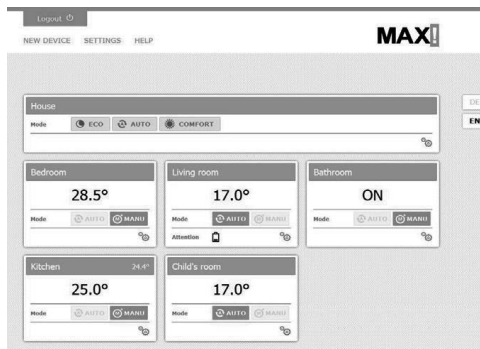 Logout
NEW DEVICE SETTINGS HELP
MAX!
DE
EN
House
Mode ECO AUTO COMFORT
Bedroom
28.5°
Mode AUTO MANU
Living room
17.0°
Mode AUTO MANU
Attention
Bathroom
ON
Mode AUTO MANU
Kitchen 24.4°
25.0°
Mode AUTO MANU
Child's room
17.0°
Mode AUTO MANU